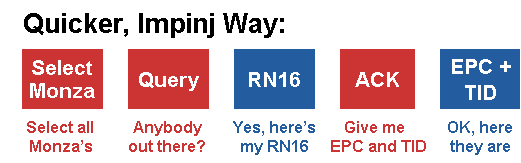 Quicker, Impinj Way:
Select Monza
Query
RN16
ACK
EPC + TID
Select all Monza's
Anybody out there?
Yes, here's my RN16
Give me EPC and TID
OK, here they are